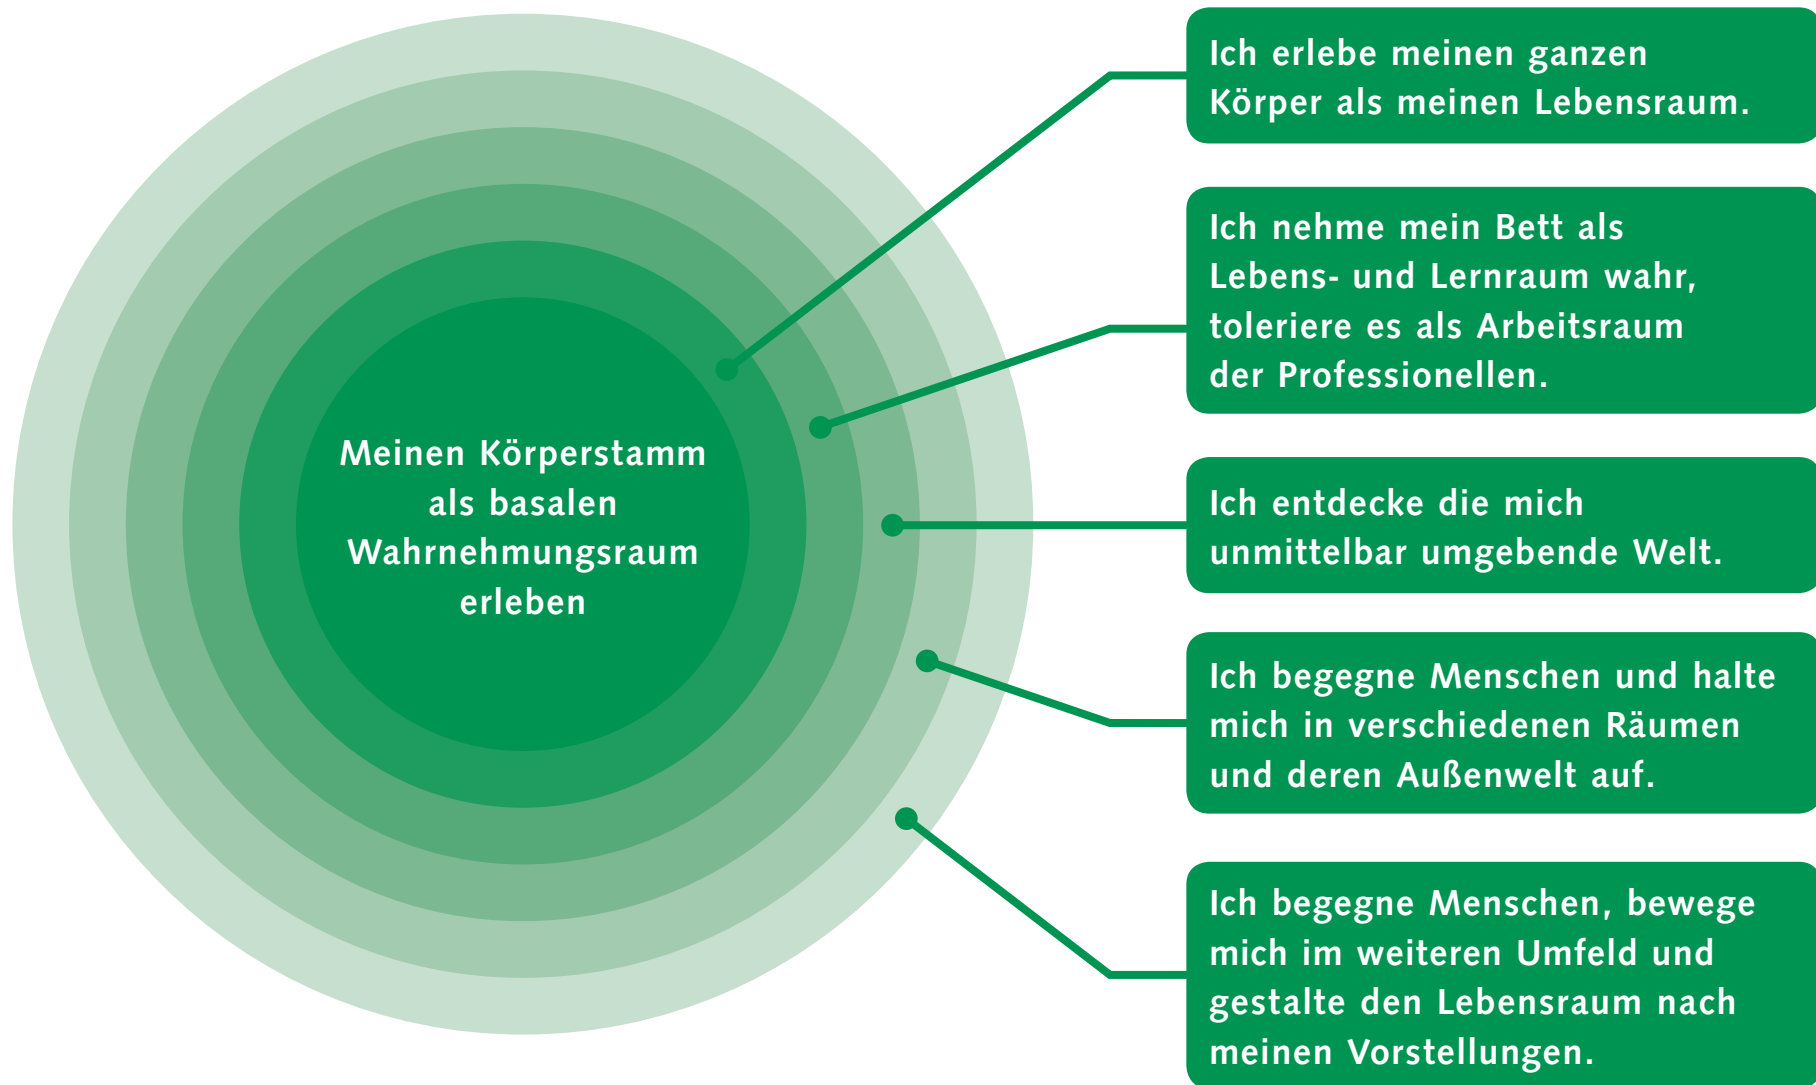 Meinen Körperstamm
als basalen
Wahrnehmungsraum
erleben
Ich erlebe meinen ganzen
Körper als meinen Lebensraum.
Ich nehme mein Bett als
Lebens- und Lernraum wahr,
toleriere es als Arbeitsraum
der Professionellen.
Ich entdecke die mich
unmittelbar umgebende Welt.
Ich begegne Menschen und halte
mich in verschiedenen Räumen
und deren Außenwelt auf.
Ich begegne Menschen, bewege
mich im weiteren Umfeld und
gestalte den Lebensraum nach
meinen Vorstellungen.